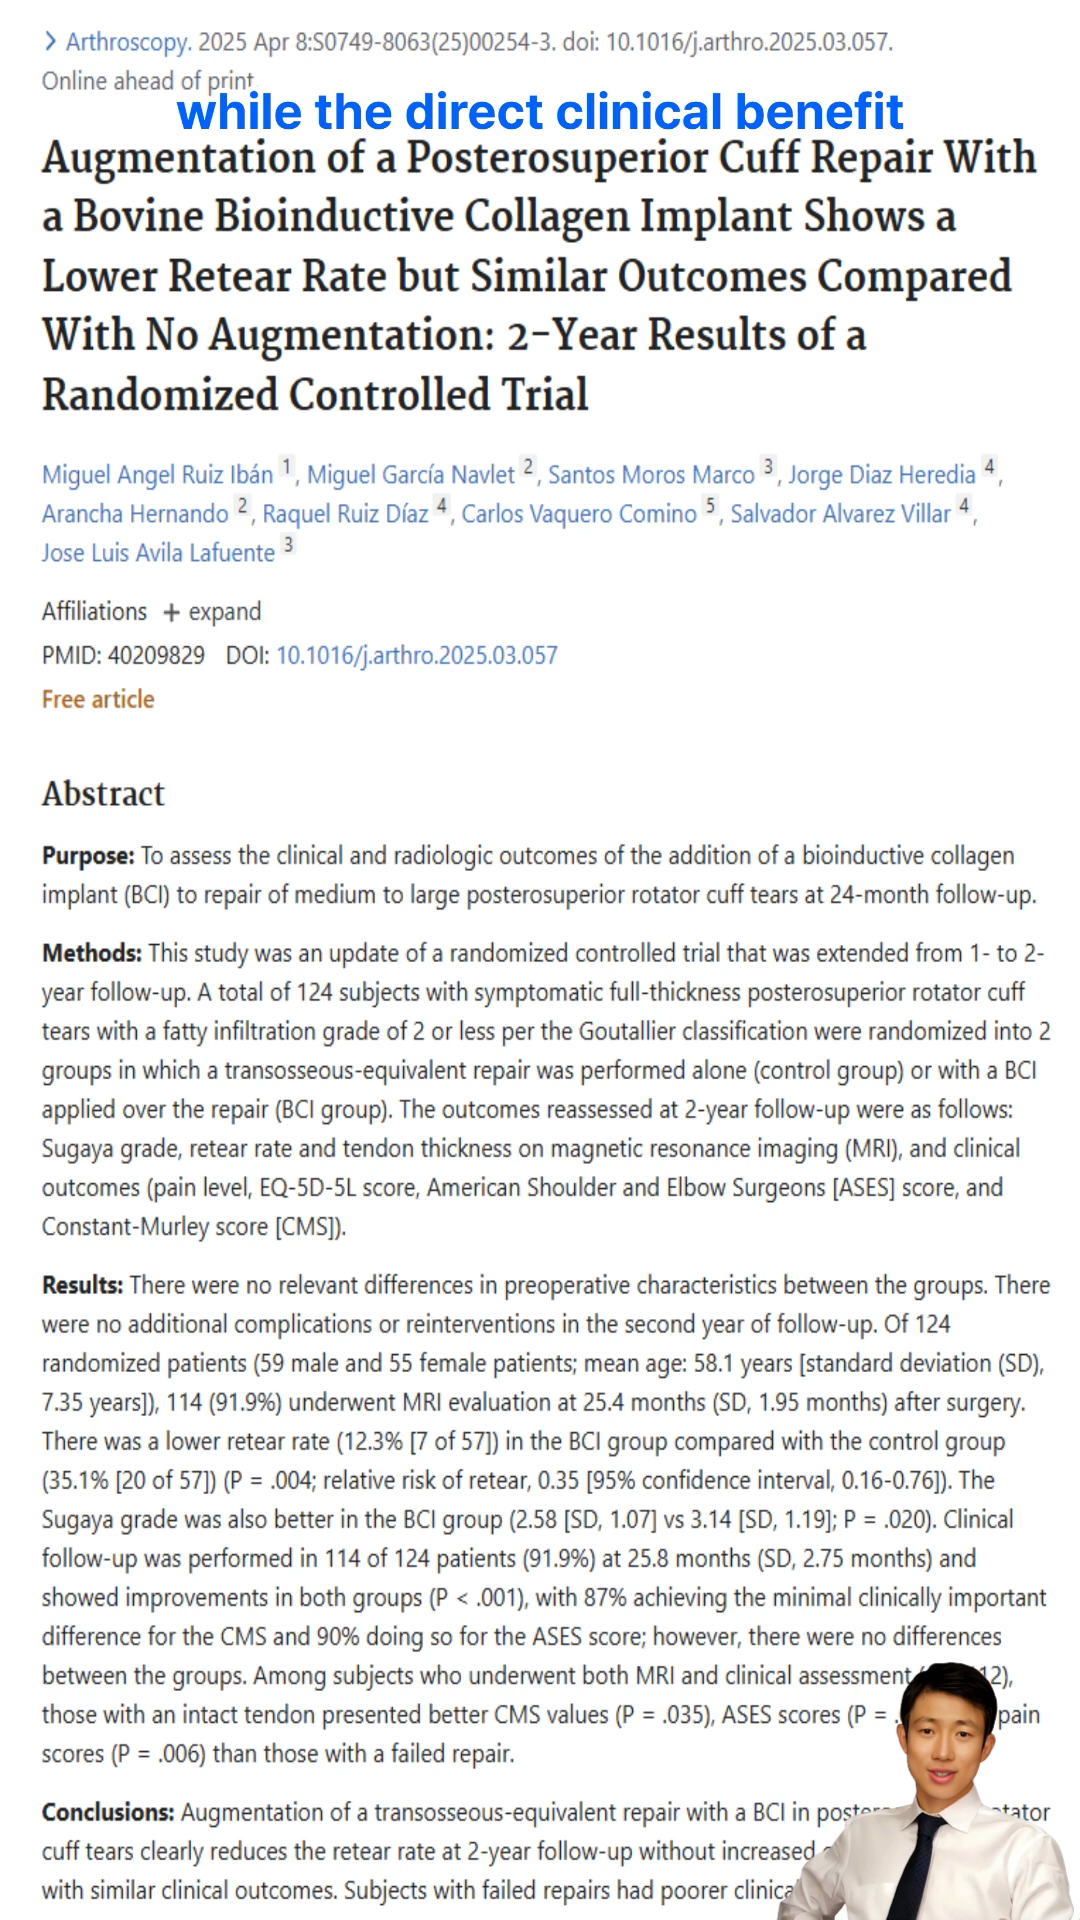 Arthroscopy. 2025 Apr 8:S0749-8063(25)00254-3. doi: 10.1016/j.arthro.2025.03.057.
Online ahead of print
while the direct clinical benefit
Augmentation of a Posterosuperior Cuff Repair With
a Bovine Bioinductive Collagen Implant Shows a
Lower Retear Rate but Similar Outcomes Compared
With No Augmentation: 2-Year Results of a
Randomized Controlled Trial
Miguel Angel Ruiz Ibán 1, Miguel García Navlet 2, Santos Moros Marco 3, Jorge Diaz Heredia 4,
Arancha Hernando 2, Raquel Ruiz Díaz 4, Carlos Vaquero Comino 5, Salvador Alvarez Villar 4,
Jose Luis Avila Lafuente 3
Affiliations + expand
PMID: 40209829 DOI: 10.1016/j.arthro.2025.03.057
Free article
Abstract
Purpose: To assess the clinical and radiologic outcomes of the addition of a bioinductive collagen
implant (BCI) to repair of medium to large posterosuperior rotator cuff tears at 24-month follow-up.
Methods: This study was an update of a randomized controlled trial that was extended from 1- to 2-
year follow-up. A total of 124 subjects with symptomatic full-thickness posterosuperior rotator cuff
tears with a fatty infiltration grade of 2 or less per the Goutallier classification were randomized into 2
groups in which a transosseous-equivalent repair was performed alone (control group) or with a BCI
applied over the repair (BCI group). The outcomes reassessed at 2-year follow-up were as follows:
Sugaya grade, retear rate and tendon thickness on magnetic resonance imaging (MRI), and clinical
outcomes (pain level, EQ-5D-5L score, American Shoulder and Elbow Surgeons [ASES] score, and
Constant-Murley score [CMS]).
Results: There were no relevant differences in preoperative characteristics between the groups. There
were no additional complications or reinterventions in the second year of follow-up. Of 124
randomized patients (59 male and 55 female patients; mean age: 58.1 years [standard deviation (SD),
7.35 years]), 114 (91.9%) underwent MRI evaluation at 25.4 months (SD, 1.95 months) after surgery.
There was a lower retear rate (12.3% [7 of 57]) in the BCI group compared with the control group
(35.1% [20 of 57]) (P = .004; relative risk of retear, 0.35 [95% confidence interval, 0.16-0.76]). The
Sugaya grade was also better in the BCI group (2.58 [SD, 1.07] vs 3.14 [SD, 1.19]; P = .020). Clinical
follow-up was performed in 114 of 124 patients (91.9%) at 25.8 months (SD, 2.75 months) and
showed improvements in both groups (P < .001), with 87% achieving the minimal clinically important
difference for the CMS and 90% doing so for the ASES score; however, there were no differences
between the groups. Among subjects who underwent both MRI and clinical assessment
those with an intact tendon presented better CMS values (P = .035), ASES scores (P = pain
scores (P = .006) than those with a failed repair.
Conclusions: Augmentation of a transosseous-equivalent repair with a BCI in
cuff tears clearly reduces the retear rate at 2-year follow-up without increased
with similar clinical outcomes. Subjects with failed repairs had poorer